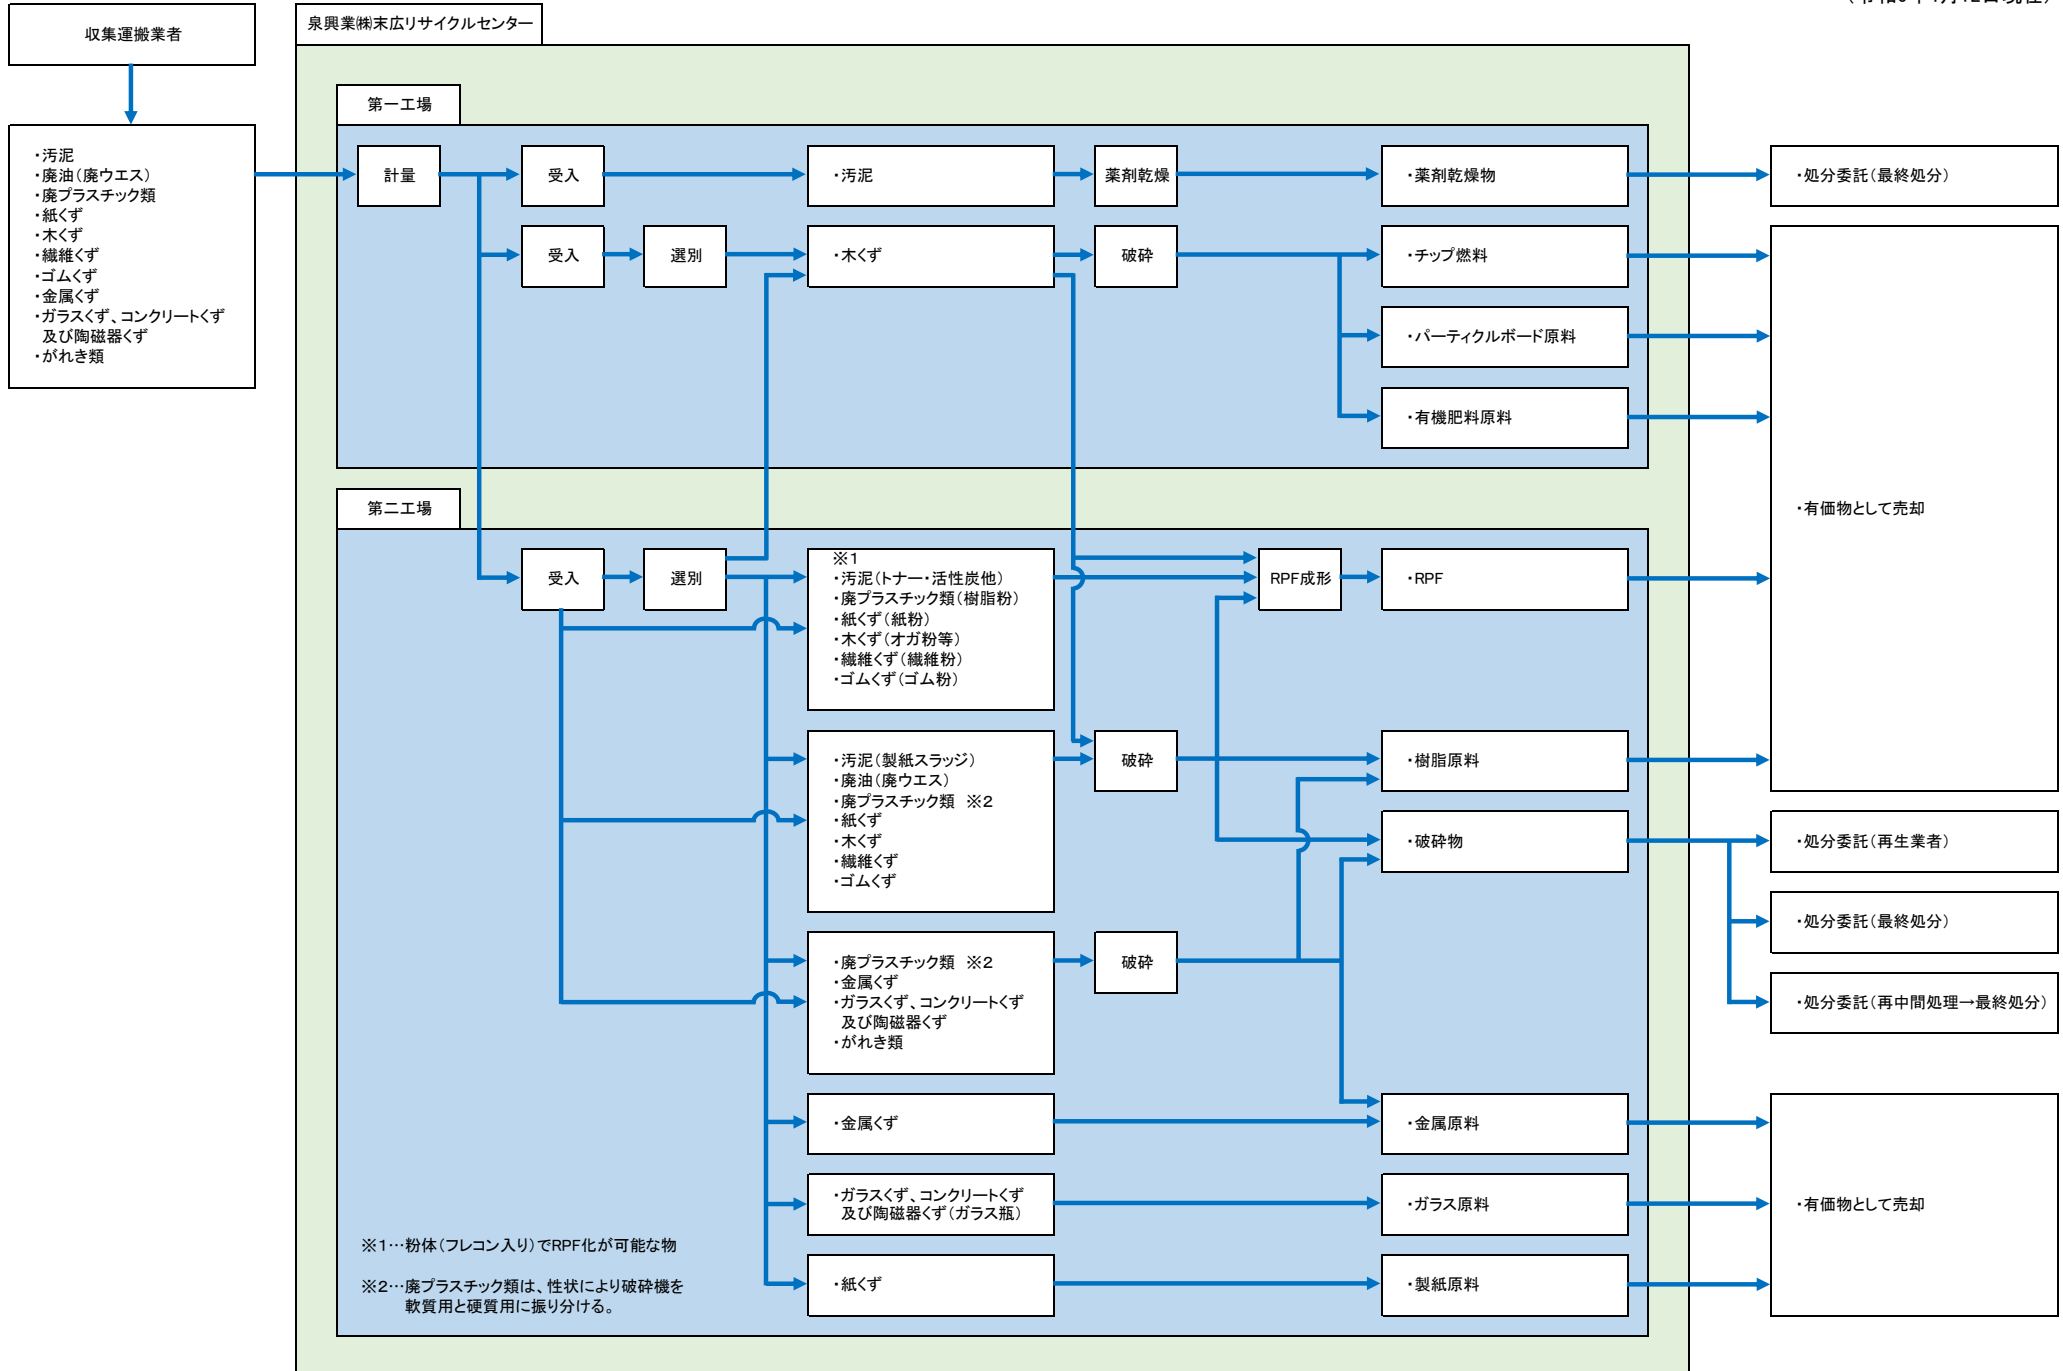 収集運搬業者
・汚泥
・廃油(廃ウエス)
・廃プラスチック類
・紙くず
・木くず
・繊維くず
・ゴムくず
・金属くず
・ガラスくず、コンクリートくず
及び陶磁器くず
・がれき類
泉興業㈱末広リサイクルセンター
第一工場
計量
受入
・汚泥
薬剤乾燥
・薬剤乾燥物
・処分委託(最終処分)
受入
選別
・木くず
破砕
・チップ燃料
・パーティクルボード原料
・有機肥料原料
・有価物として売却
第二工場
受入
選別
※1
・汚泥(トナー・活性炭他)
・廃プラスチック類(樹脂粉)
・紙くず(紙粉)
・木くず(オガ粉等)
・繊維くず(繊維粉)
・ゴムくず(ゴム粉)
RPF成形
・RPF
・汚泥(製紙スラッジ)
・廃油(廃ウエス)
・廃プラスチック類 ※2
・紙くず
・木くず
・繊維くず
・ゴムくず
破砕
・樹脂原料
・破砕物
・処分委託(再生業者)
・処分委託(最終処分)
・処分委託(再中間処理→最終処分)
・廃プラスチック類 ※2
・金属くず
・ガラスくず、コンクリートくず
及び陶磁器くず
・がれき類
破砕
・金属くず
・金属原料
・ガラスくず、コンクリートくず
及び陶磁器くず(ガラス瓶)
・ガラス原料
・有価物として売却
・紙くず
・製紙原料
※1…粉体(フレコン入り)でRPF化が可能な物
※2…廃プラスチック類は、性状により破砕機を
軟質用と硬質用に振り分ける。